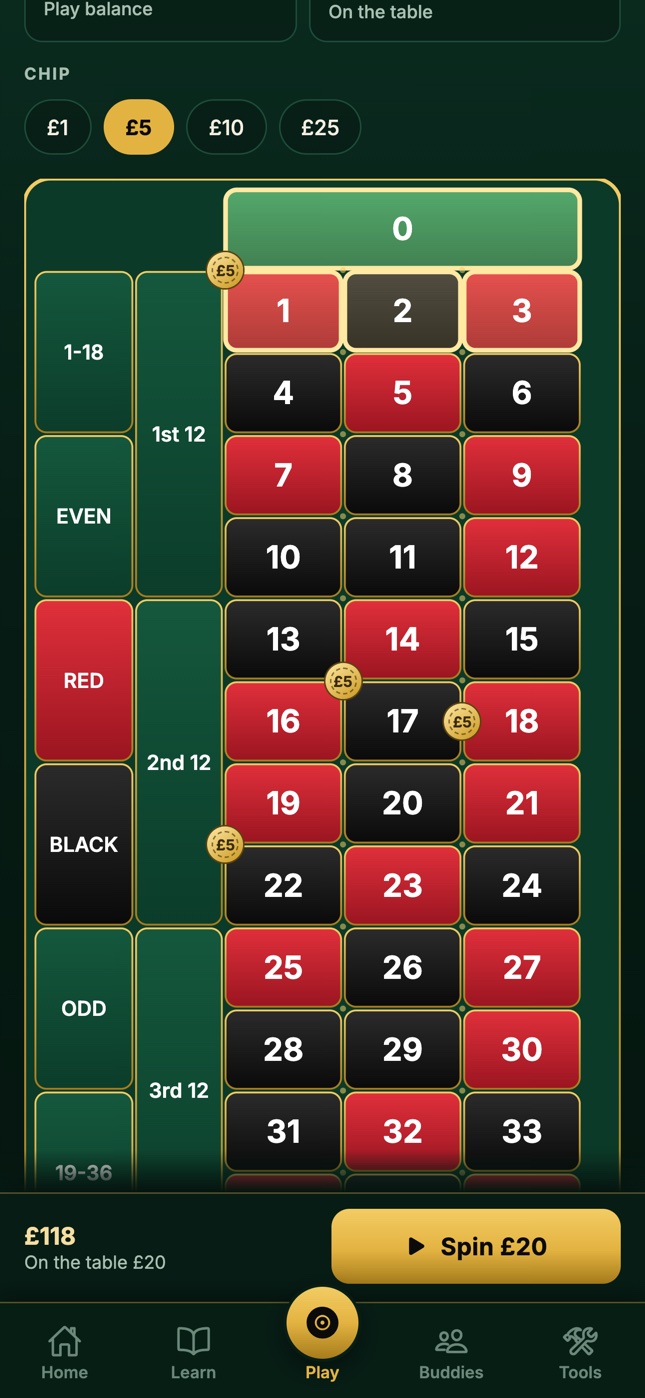 Play balance
On the table
CHIP
£1 £5 £10 £25
0
£5
1 2 3
1-18
4 5 6
1st 12
7 8 9
EVEN
10 11 12
13 14 15
RED
£5
16 17 £5 18
2nd 12
19 20 21
BLACK
£5
22 23 24
25 26 27
ODD
28 29 30
3rd 12
31 32 33
19-36
£118
On the table £20
Spin £20
Home Learn Play Buddies Tools